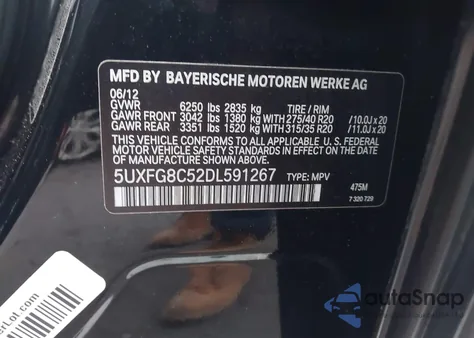 MFD BY BAYERISCHE MOTOREN WERKE AG
06/12
GVWR 6250 lbs 2835 kg TIRE / RIM
GAWR FRONT 3042 lbs 1380 kg WITH 275/40 R20 /10.0J x 20
GAWR REAR 3351 lbs 1520 kg WITH 315/35 R20 /11.0J x 20
THIS VEHICLE CONFORMS TO ALL APPLICABLE
U.S. FEDERAL MOTOR VEHICLE SAFETY STANDARDS
IN EFFECT ON THE DATE OF MANUFACTURE SHOWN ABOVE.
5UXFG8C52DL591267 TYPE: MPV
475M
7 320 729
erLot.com/
autoSnap